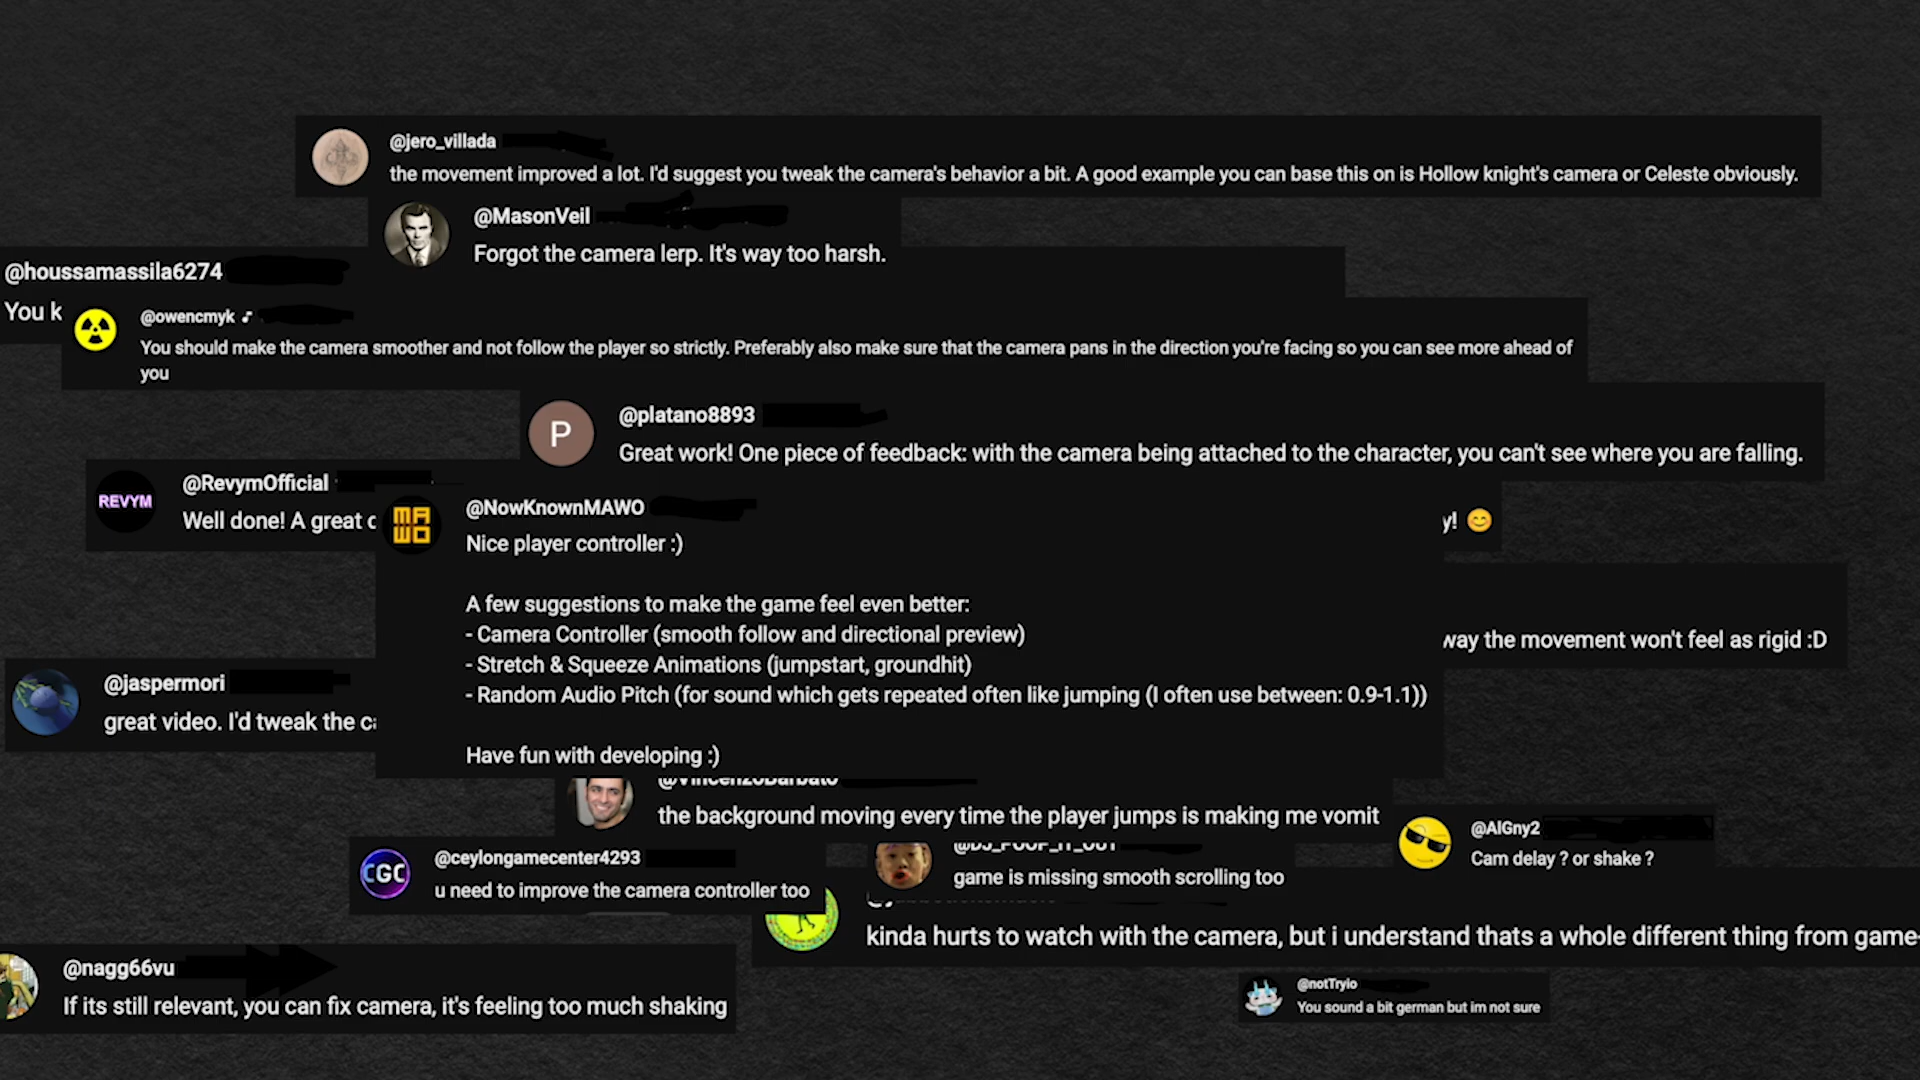 @jero_villada
the movement improved a lot. I'd suggest you tweak the camera's behavior a bit. A good example you can base this on is Hollow knight's camera or Celeste obviously.
@MasonVeil
Forgot the camera lerp. It's way too harsh.
@houssamassila6274
You k
@owencmyk
You should make the camera smoother and not follow the player so strictly. Preferably also make sure that the camera pans in the direction you're facing so you can see more ahead of
you
P
@platano8893
Great work! One piece of feedback: with the camera being attached to the character, you can't see where you are falling.
REVYM
@RevymOfficial
Well done! A great
y! 😊
MAWO
@NowKnownMAWO
Nice player controller :)
A few suggestions to make the game feel even better:
- Camera Controller (smooth follow and directional preview)
- Stretch & Squeeze Animations (jumpstart, groundhit)
- Random Audio Pitch (for sound which gets repeated often like jumping (I often use between: 0.9-1.1))
Have fun with developing :)
way the movement won't feel as rigid :D
@jaspermori
great video. I'd tweak the
@VincenzoBarbato
the background moving every time the player jumps is making me vomit
@AlGny2
Cam delay ? or shake ?
CGC
@ceylongamecenter4293
u need to improve the camera controller too
@DJ_POOP_IT_OUT
game is missing smooth scrolling too
kinda hurts to watch with the camera, but i understand thats a whole different thing from game-
@nagg66vu
If its still relevant, you can fix camera, it's feeling too much shaking
@notTryio
You sound a bit german but im not sure